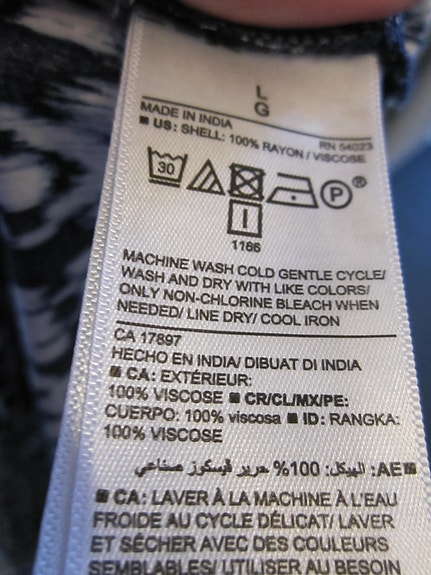 L
G
MADE IN INDIA
RN 54023
■ US: SHELL: 100% RAYON / VISCOSE
30
P ®
1186
MACHINE WASH COLD GENTLE CYCLE/
WASH AND DRY WITH LIKE COLORS/
ONLY NON-CHLORINE BLEACH WHEN
NEEDED/ LINE DRY/ COOL IRON
CA 17897
HECHO EN INDIA/ DIBUAT DI INDIA
■ CA: EXTÉRIEUR:
100% VISCOSE ■ CR/CL/MX/PE:
CUERPO: 100% viscosa ■ ID: RANGKA:
100% VISCOSE
■ AE: الهيكل: 100% حرير فيسكوز صناعي
■ CA: LAVER À LA MACHINE À L'EAU
FROIDE AU CYCLE DÉLICAT/ LAVER
ET SÉCHER AVEC DES COULEURS
SEMBLABLES/ UTILISER AU BESOIN